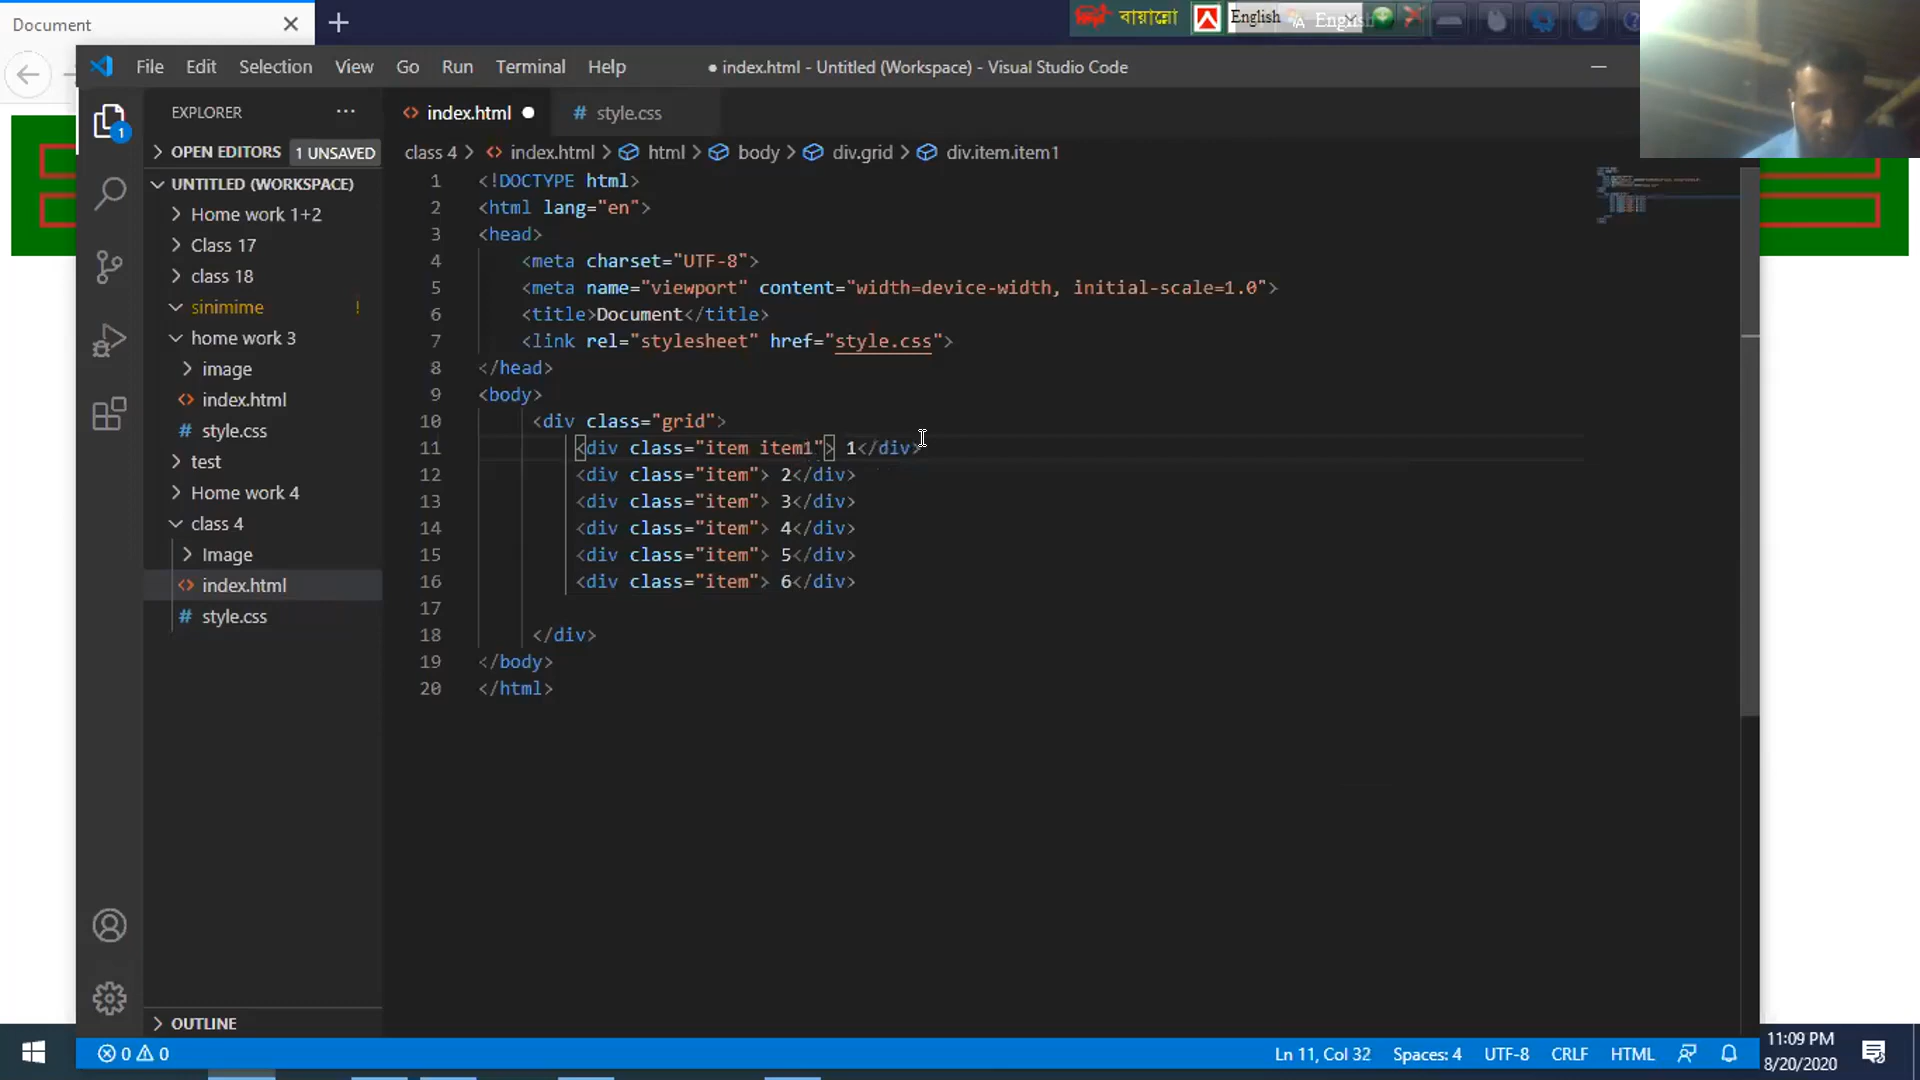 Document
বায়ান্নো English English
File Edit Selection View Go Run Terminal Help ● index.html - Untitled (Workspace) - Visual Studio Code
EXPLORER ··· index.html # style.css
OPEN EDITORS 1 UNSAVED
class 4 > index.html > html > body > div.grid > div.item.item1
UNTITLED (WORKSPACE)
Home work 1+2
Class 17
class 18
sinimime !
home work 3
image
index.html
# style.css
test
Home work 4
class 4
Image
index.html
# style.css
OUTLINE
1 <!DOCTYPE html>
2 <html lang="en">
3 <head>
4 <meta charset="UTF-8">
5 <meta name="viewport" content="width=device-width, initial-scale=1.0">
6 <title>Document</title>
7 <link rel="stylesheet" href="style.css">
8 </head>
9 <body>
10 <div class="grid">
11 <div class="item item1"> 1</div>
12 <div class="item"> 2</div>
13 <div class="item"> 3</div>
14 <div class="item"> 4</div>
15 <div class="item"> 5</div>
16 <div class="item"> 6</div>
17
18 </div>
19 </body>
20 </html>
1
0 0 Ln 11, Col 32 Spaces: 4 UTF-8 CRLF HTML
11:09 PM
8/20/2020